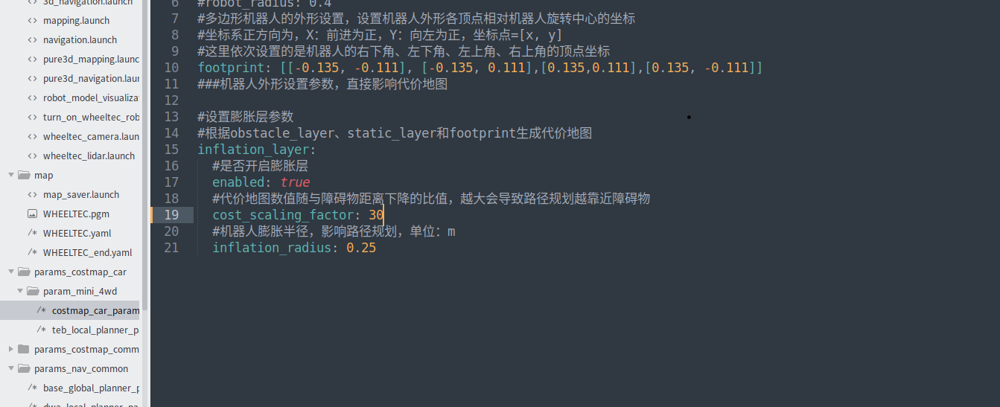 3d_navigation.launch
mapping.launch
navigation.launch
pure3d_mapping.launc
pure3d_navigation.lau
robot_model_visualiza
turn_on_wheeltec_rob
wheeltec_camera.laun
wheeltec_lidar.launch
map
map_saver.launch
WHEELTEC.pgm
/* WHEELTEC.yaml
/* WHEELTEC_end.yaml
params_costmap_car
param_mini_4wd
/* costmap_car_param
/* teb_local_planner_p
params_costmap_comm
params_nav_common
/* base_global_planner_p
/* dwa_local_planner_pa
6 #robot_radius: 0.4
7 #多边形机器人的外形设置，设置机器人外形各顶点相对机器人旋转中心的坐标
8 #坐标系正方向为，X：前进为正，Y：向左为正，坐标点=[x, y]
9 #这里依次设置的是机器人的右下角、左下角、左上角、右上角的顶点坐标
10 footprint: [[-0.135, -0.111], [-0.135, 0.111],[0.135,0.111],[0.135, -0.111]]
11 ###机器人外形设置参数，直接影响代价地图
12
13 #设置膨胀层参数
14 #根据obstacle_layer、static_layer和footprint生成代价地图
15 inflation_layer:
16 #是否开启膨胀层
17 enabled: true
18 #代价地图数值随与障碍物距离下降的比值，越大会导致路径规划越靠近障碍物
19 cost_scaling_factor: 30
20 #机器人膨胀半径，影响路径规划，单位：m
21 inflation_radius: 0.25